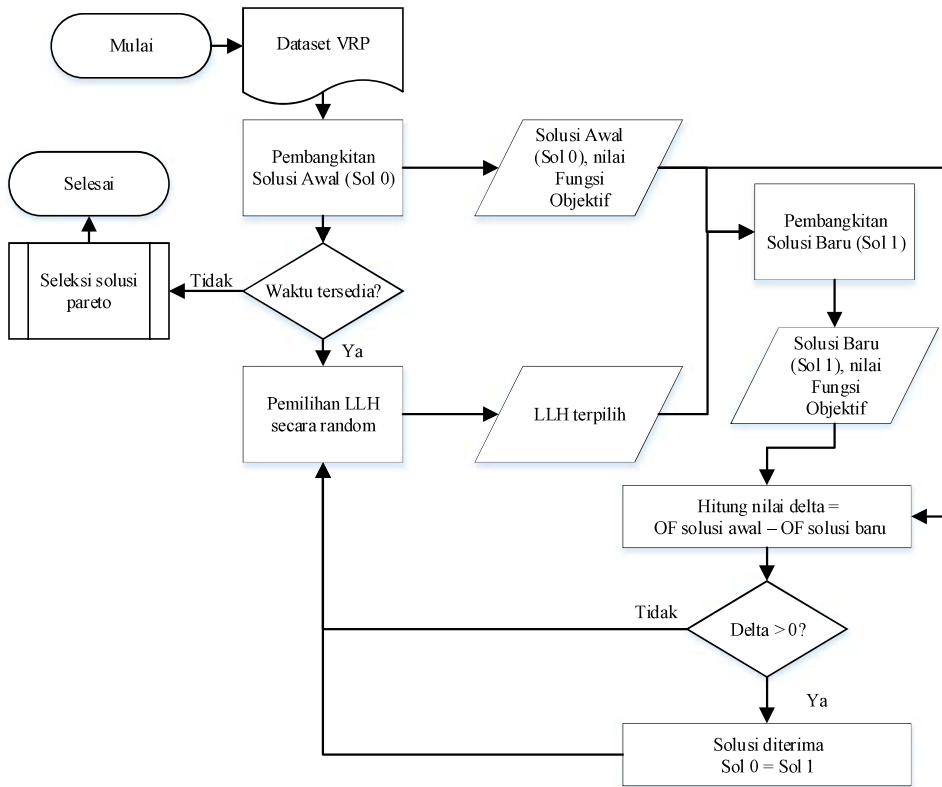 Mulai
Dataset VRP
Pembangkitan
Solusi Awal (Sol 0)
Solusi Awal
(Sol 0), nilai
Fungsi
Objektif
Selesai
Pembangkitan
Solusi Baru (Sol 1)
Seleksi solusi
pareto
Tidak
Waktu tersedia?
Ya
Solusi Baru
(Sol 1), nilai
Fungsi
Objektif
Pemilihan LLH
secara random
LLH terpilih
Hitung nilai delta =
OF solusi awal – OF solusi baru
Tidak
Delta > 0?
Ya
Solusi diterima
Sol 0 = Sol 1